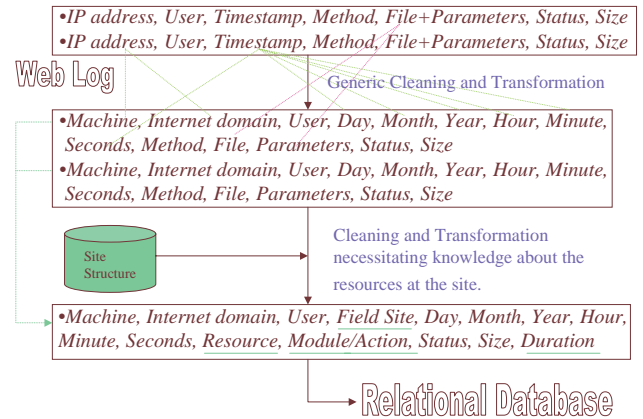 •IP address, User, Timestamp, Method, File+Parameters, Status, Size
•IP address, User, Timestamp, Method, File+Parameters, Status, Size
Web Log
Generic Cleaning and Transformation
•Machine, Internet domain, User, Day, Month, Year, Hour, Minute,
Seconds, Method, File, Parameters, Status, Size
•Machine, Internet domain, User, Day, Month, Year, Hour, Minute,
Seconds, Method, File, Parameters, Status, Size
Site
Structure
Cleaning and Transformation
necessitating knowledge about the
resources at the site.
•Machine, Internet domain, User, Field Site, Day, Month, Year, Hour,
Minute, Seconds, Resource, Module/Action, Status, Size, Duration
Relational Database